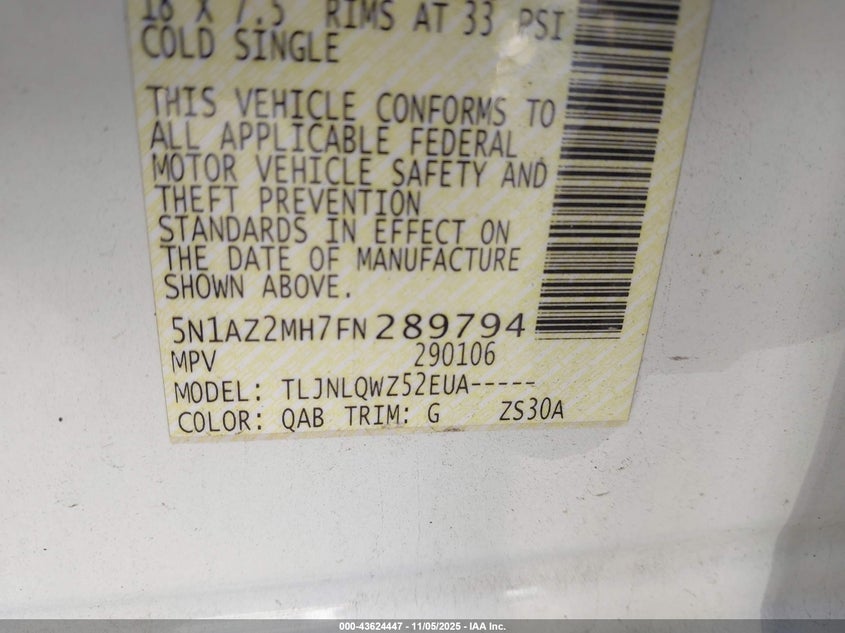 18 X 7.5 RIMS AT 33 PSI
COLD SINGLE
THIS VEHICLE CONFORMS TO
ALL APPLICABLE FEDERAL
MOTOR VEHICLE SAFETY AND
THEFT PREVENTION
STANDARDS IN EFFECT ON
THE DATE OF MANUFACTURE
SHOWN ABOVE.
5N1AZ2MH7FN289794
MPV 290106
MODEL: TLJNLQWZ52EUA-----
COLOR: QAB TRIM: G ZS30A
000-43624447 - 11/05/2025 - IAA Inc.